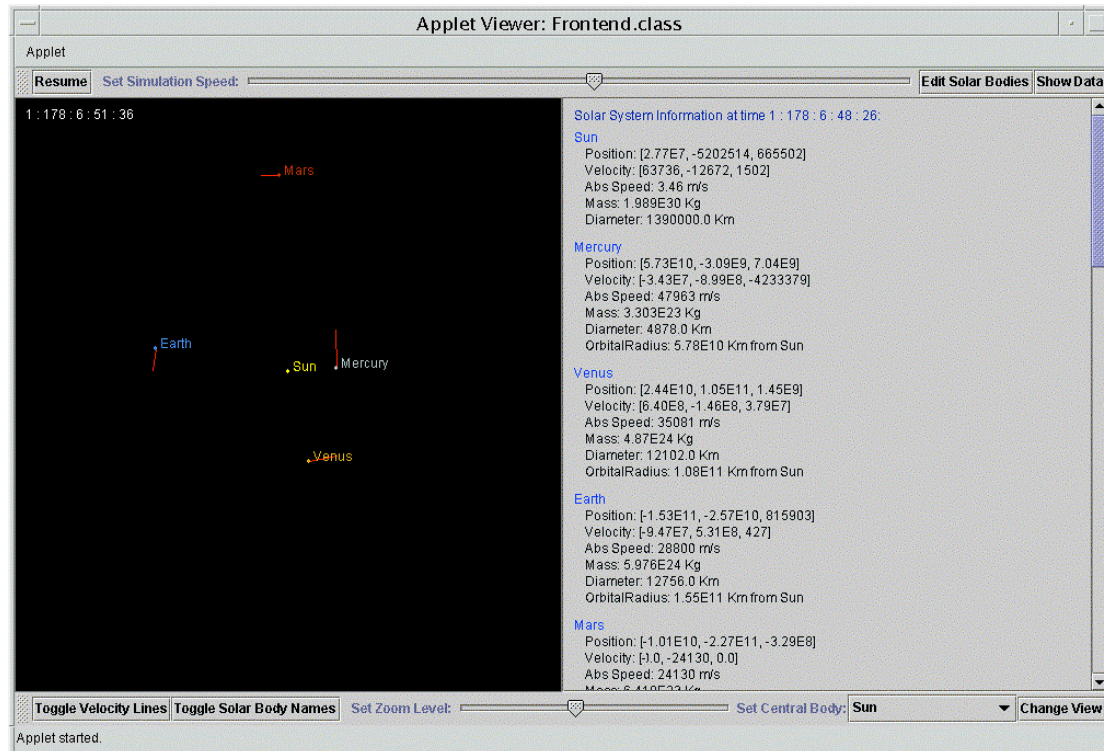 Applet Viewer: Frontend.class
Applet
Resume Set Simulation Speed: Edit Solar Bodies Show Data
1 : 178 : 6 : 51 : 36
Mars
Earth
Sun
Mercury
Venus
Solar System Information at time 1 : 178 : 6 : 48 : 26:
Sun
Position: [2.77E7, -5202514, 665502]
Velocity: [63736, -12672, 1502]
Abs Speed: 3.46 m/s
Mass: 1.989E30 Kg
Diameter: 1390000.0 Km
Mercury
Position: [5.73E10, -3.09E9, 7.04E9]
Velocity: [-3.43E7, -8.99E8, -4233379]
Abs Speed: 47963 m/s
Mass: 3.303E23 Kg
Diameter: 4878.0 Km
OrbitalRadius: 5.78E10 Km from Sun
Venus
Position: [2.44E10, 1.05E11, 1.45E9]
Velocity: [6.40E8, -1.46E8, 3.79E7]
Abs Speed: 35081 m/s
Mass: 4.87E24 Kg
Diameter: 12102.0 Km
OrbitalRadius: 1.08E11 Km from Sun
Earth
Position: [-1.53E11, -2.57E10, 815903]
Velocity: [-9.47E7, 5.31E8, 427]
Abs Speed: 28800 m/s
Mass: 5.976E24 Kg
Diameter: 12756.0 Km
OrbitalRadius: 1.55E11 Km from Sun
Mars
Position: [-1.01E10, -2.27E11, -3.29E8]
Velocity: -24130, 0.0]
Abs Speed: 24130 m/s
Toggle Velocity Lines Toggle Solar Body Names Set Zoom Level: Set Central Body: Sun Change View
Applet started.